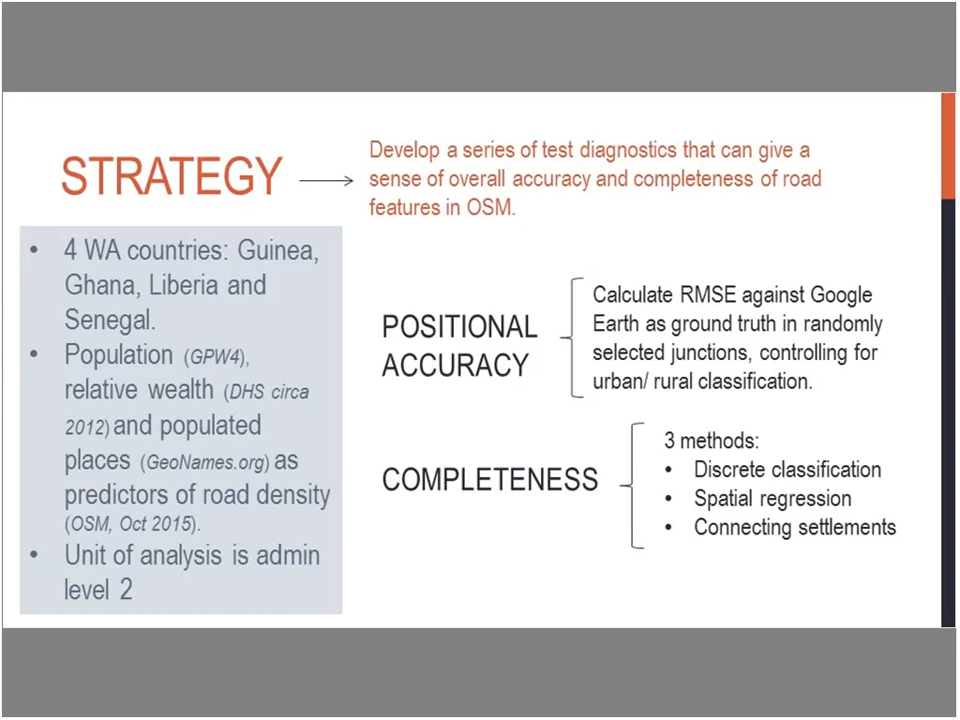 STRATEGY
Develop a series of test diagnostics that can give a
sense of overall accuracy and completeness of road
features in OSM.
• 4 WA countries: Guinea,
Ghana, Liberia and
Senegal.
• Population (GPW4),
relative wealth (DHS circa
2012) and populated
places (GeoNames.org) as
predictors of road density
(OSM, Oct 2015).
• Unit of analysis is admin
level 2
POSITIONAL
ACCURACY
Calculate RMSE against Google
Earth as ground truth in randomly
selected junctions, controlling for
urban/ rural classification.
COMPLETENESS
3 methods:
• Discrete classification
• Spatial regression
• Connecting settlements